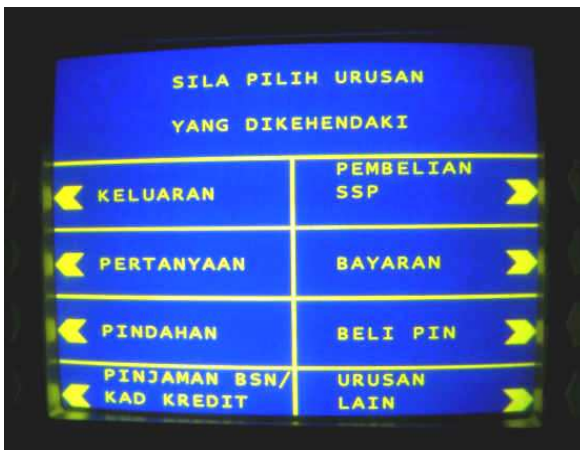 SILA PILIH URUSAN
YANG DIKEHENDAKI
KELUARAN
PEMBELIAN
SSP
PERTANYAAN
BAYARAN
PINDAHAN
BELI PIN
PINJAMAN BSN/
KAD KREDIT
URUSAN
LAIN